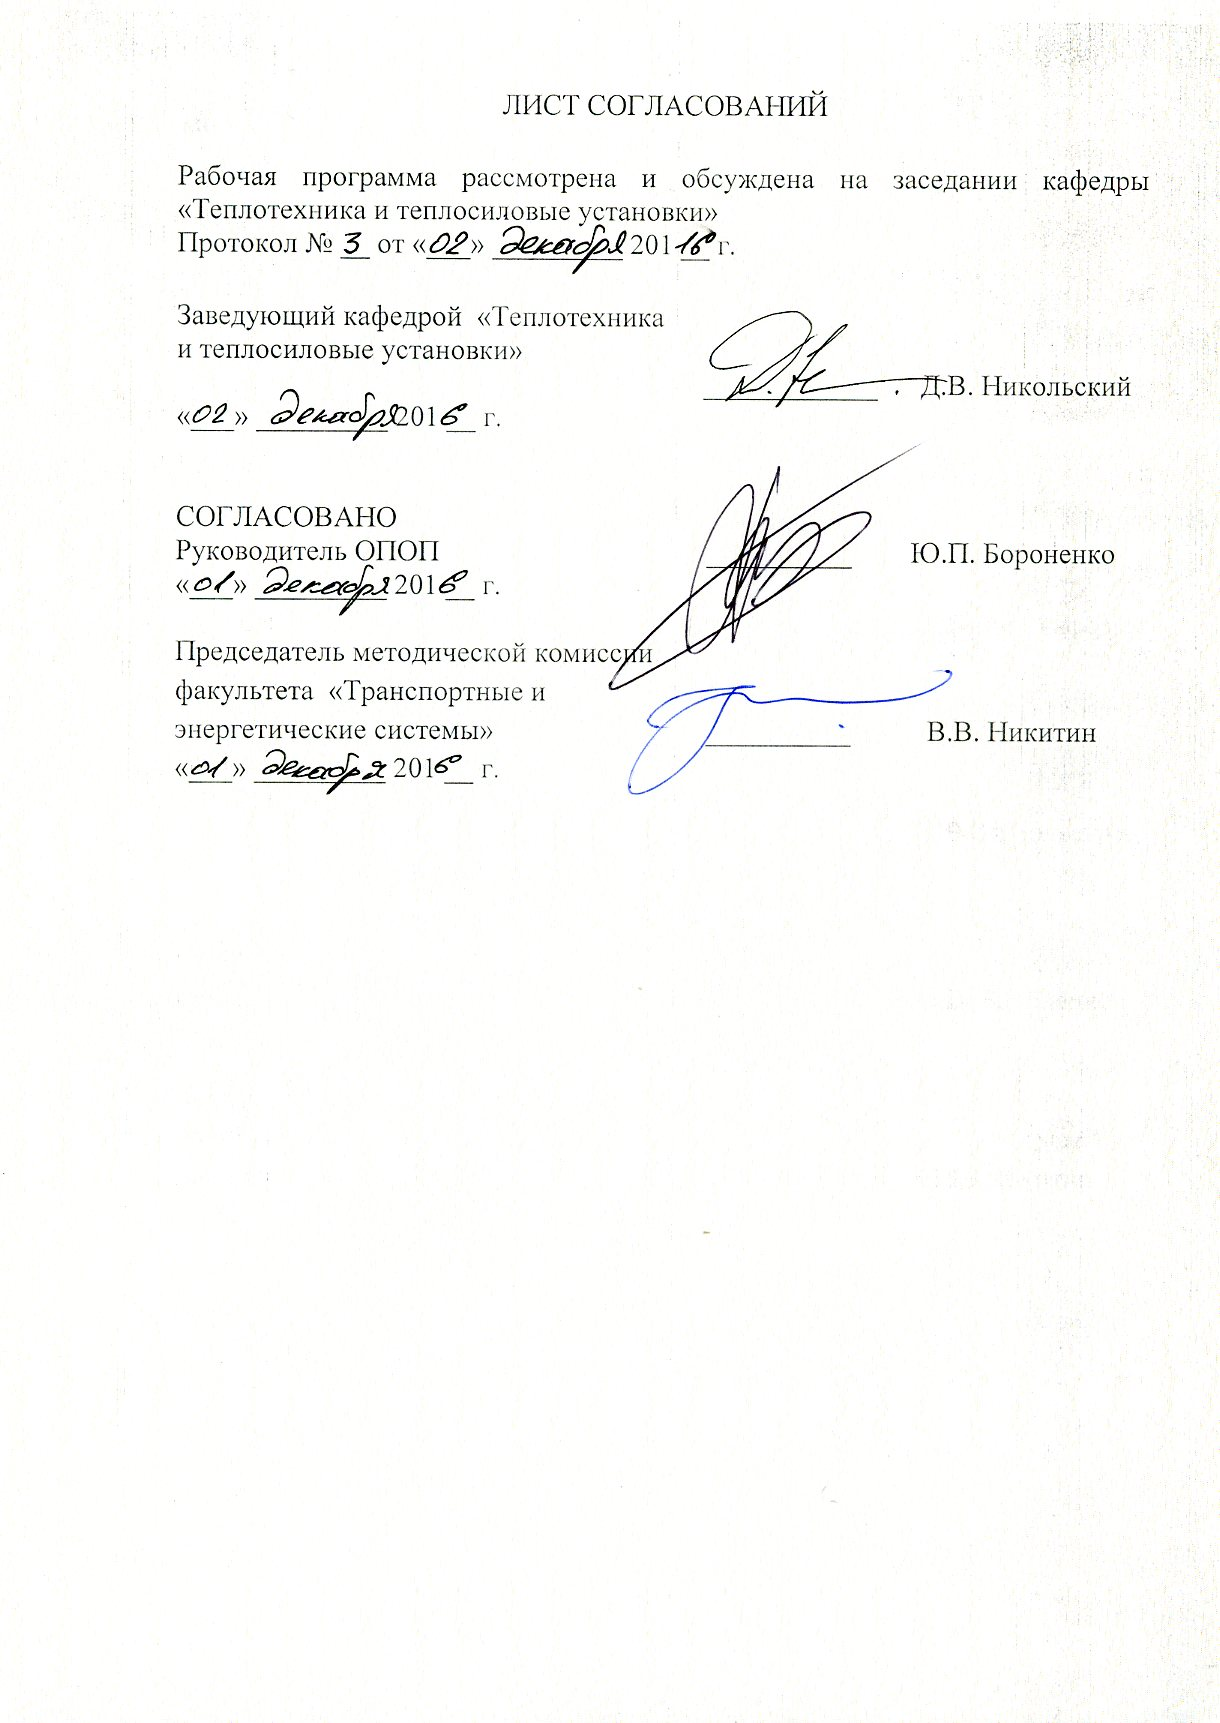 ЛИСТ СОГЛАСОВАНИЙ
Рабочая программа рассмотрена и обсуждена на заседании кафедры
«Теплотехника и теплосиловые установки»
Протокол № 3 от «02» декабря 20116 г.
Заведующий кафедрой «Теплотехника
и теплосиловые установки»
Д.В. Никольский
«02» декабря 2016 г.
СОГЛАСОВАНО
Руководитель ОПОП Ю.П. Бороненко
«01» декабря 2016 г.
Председатель методической комиссии
факультета «Транспортные и
энергетические системы» В.В. Никитин
«01» декабря 2016 г.